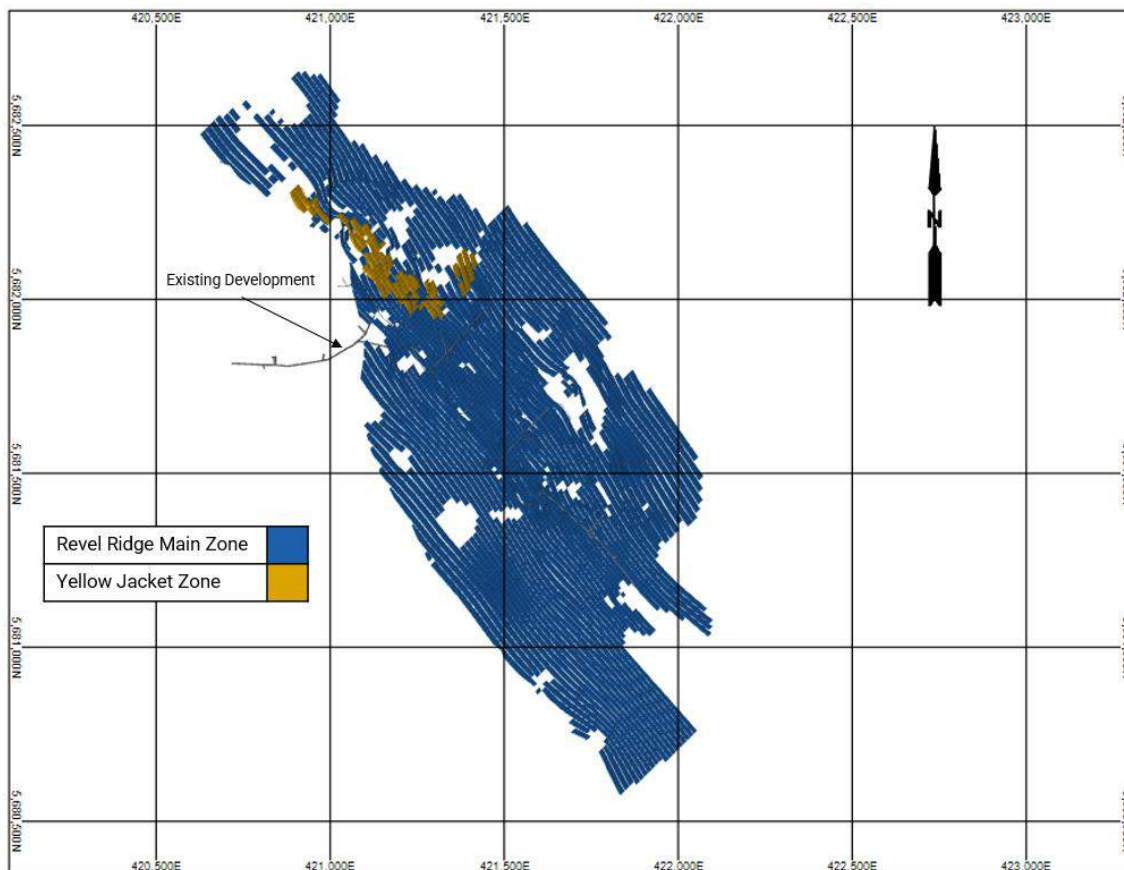 420,500E 421,000E 421,500E 422,000E 422,500E 423,000E
5,682,500N
N
Existing Development
5,682,000N
5,681,500N
Revel Ridge Main Zone
Yellow Jacket Zone
5,681,000N
5,680,500N
420,500E 421,000E 421,500E 422,000E 422,500E 423,000E